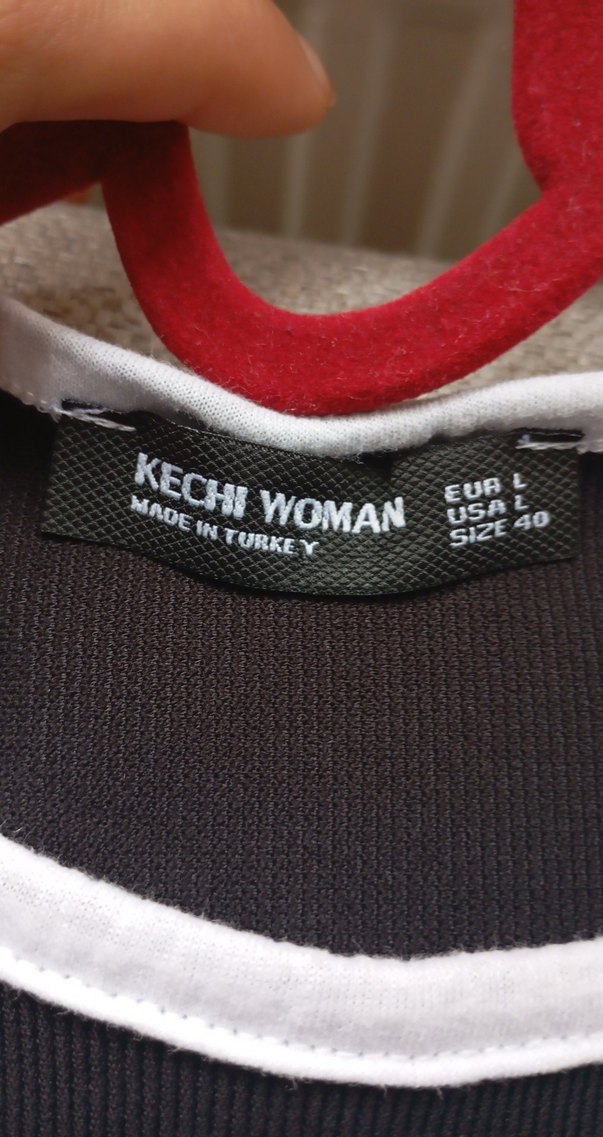 KECHI WOMAN
MADE IN TURKEY
EUR L
USA L
SIZE 40